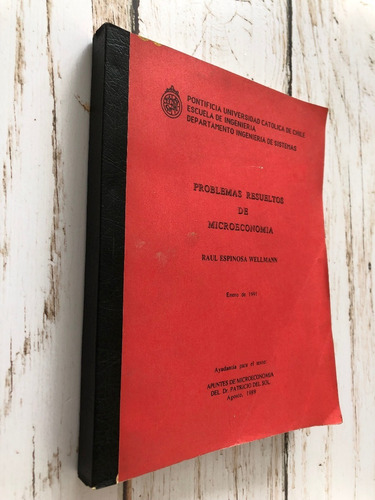 PONTIFICIA UNIVERSIDAD CATOLICA DE CHILE
ESCUELA DE INGENIERIA
DEPARTAMENTO INGENIERIA DE SISTEMAS
PROBLEMAS RESUELTOS
DE
MICROECONOMIA
RAUL ESPINOSA WELLMANN
Enero de 1991
para el texto:
APUNTES DE MICROECONOMIA
DEL Dr PATRICIO DEL SOL
Agosto 1989